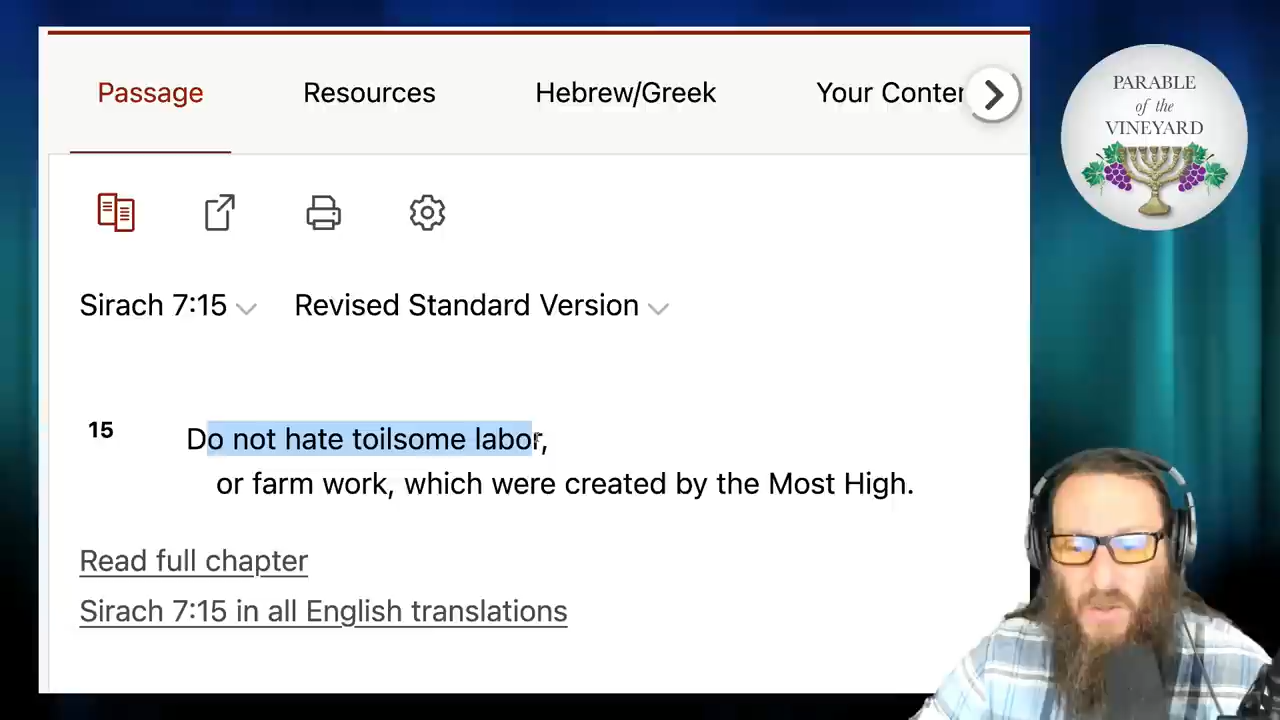 Passage Resources Hebrew/Greek Your Conten
PARABLE
of the
VINEYARD
Sirach 7:15 Revised Standard Version
15 Do not hate toilsome labor,
or farm work, which were created by the Most High.
Read full chapter
Sirach 7:15 in all English translations